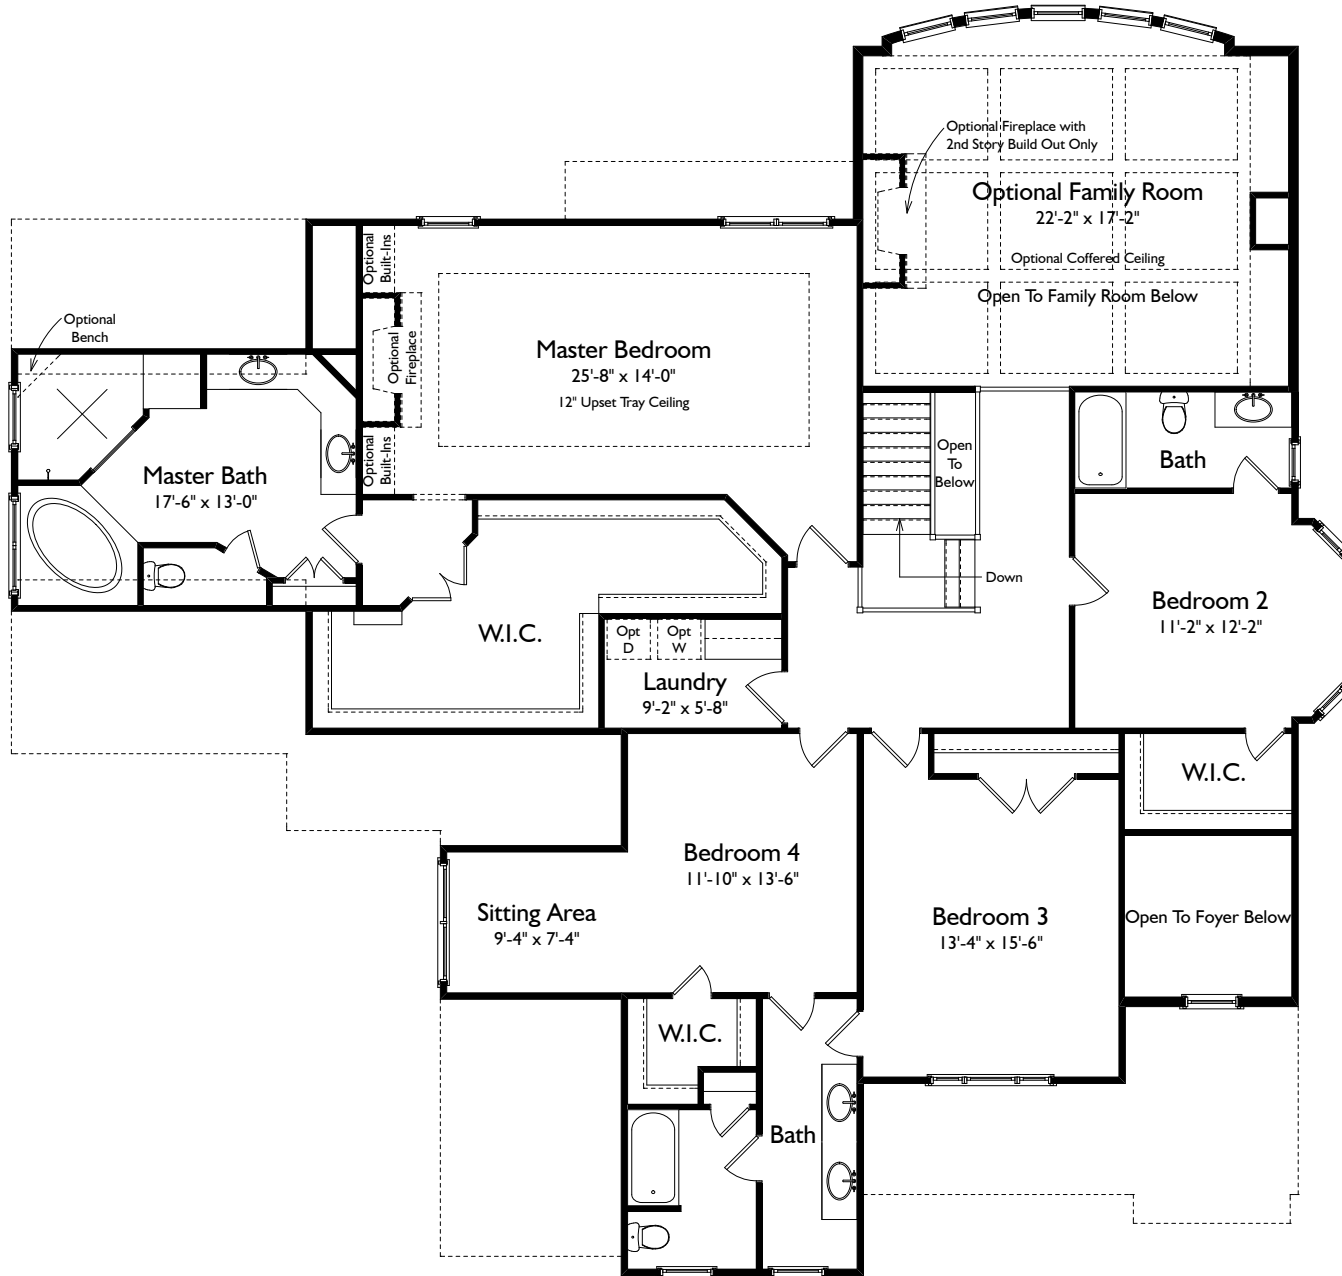 Optional Fireplace with
2nd Story Build Out Only
Optional Family Room
22'-2" x 17'-2"
Optional Coffered Ceiling
Open To Family Room Below
Optional
Built-Ins
Optional
Bench
Optional
Fireplace
Master Bedroom
25'-8" x 14'-0"
12" Upset Tray Ceiling
Optional
Built-Ins
Master Bath
17'-6" x 13'-0"
Open
To
Below
Bath
Down
Bedroom 2
11'-2" x 12'-2"
W.I.C.
Opt
D
Opt
W
Laundry
9'-2" x 5'-8"
W.I.C.
Bedroom 4
11'-10" x 13'-6"
Sitting Area
9'-4" x 7'-4"
Bedroom 3
13'-4" x 15'-6"
Open To Foyer Below
W.I.C.
Bath